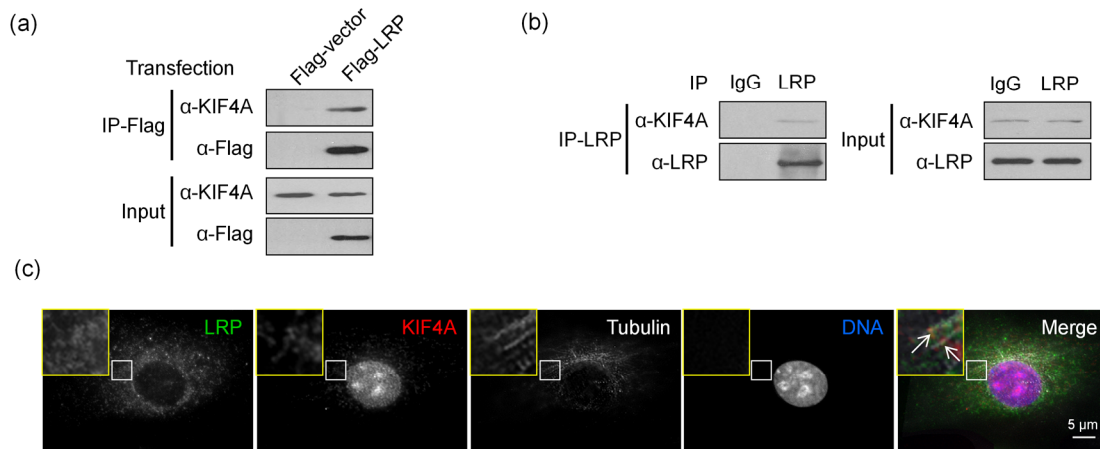 (a)
Transfection
Flag-vector
Flag-LRP
IP-Flag
α-KIF4A
α-Flag
Input
α-KIF4A
α-Flag
(b)
IP IgG LRP
IP-LRP
α-KIF4A
α-LRP
IgG LRP
Input
α-KIF4A
α-LRP
(c)
LRP
KIF4A
Tubulin
DNA
Merge
5 µm